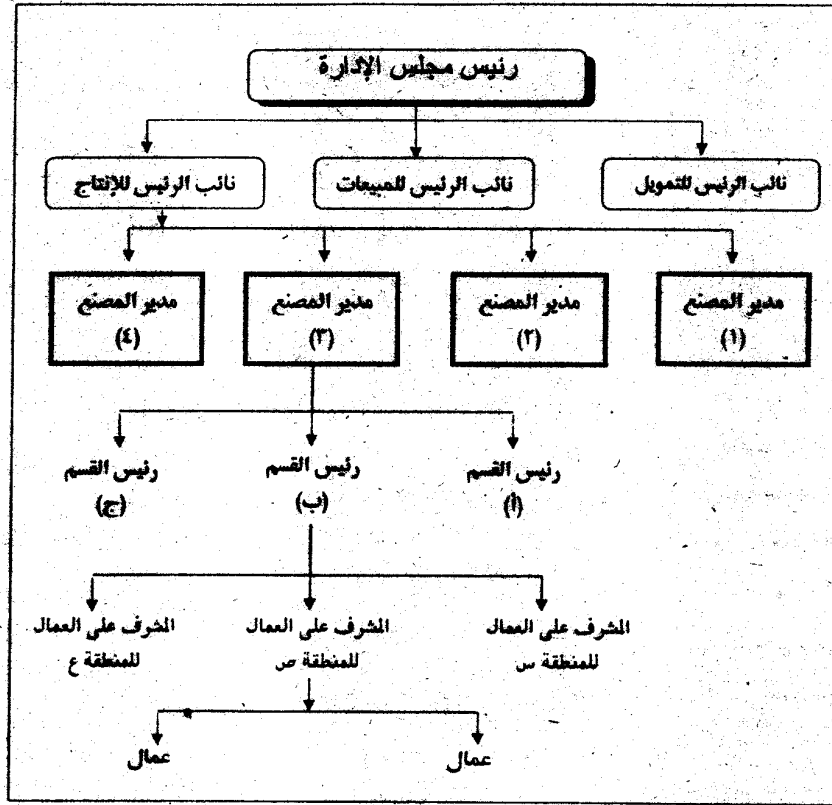 رئيس مجلس الإدارة
نائب الرئيس للتمويل
نائب الرئيس للمبيعات
نائب الرئيس للإنتاج
مدير المصنع
(١)
مدير المصنع
(٢)
مدير المصنع
(٣)
مدير المصنع
(٤)
رئيس القسم
(أ)
رئيس القسم
(ب)
رئيس القسم
(ج)
المشرف على العمال
للمنطقة س
المشرف على العمال
للمنطقة ص
المشرف على العمال
للمنطقة ع
عمال
عمال